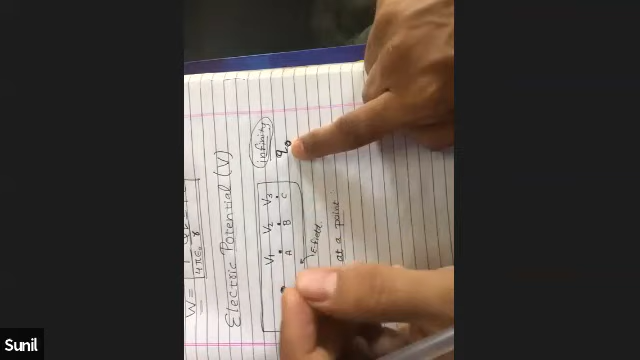 W =
4πε₀ r
Electric Potential (V)
infinity
q₀
V₁ V₂ V₃
A B C
E field
at a point
Sunil